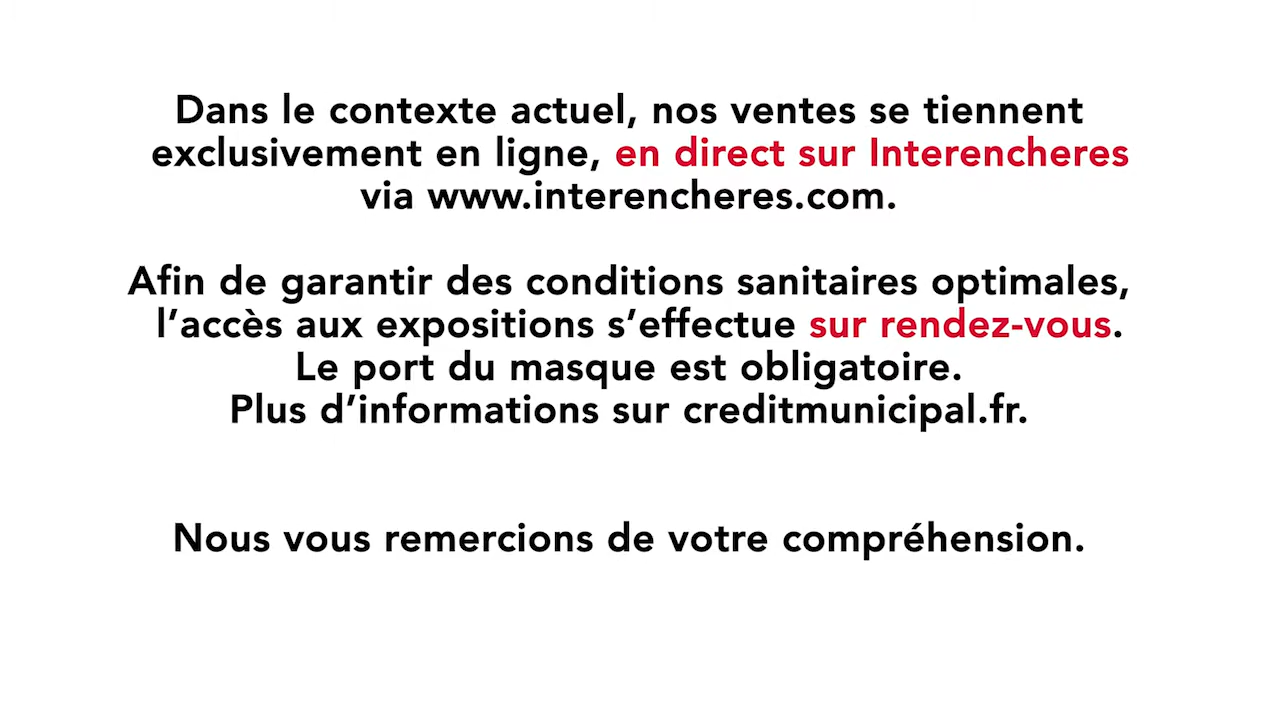 Dans le contexte actuel, nos ventes se tiennent
exclusivement en ligne, en direct sur Interencheres
via www.interencheres.com.
Afin de garantir des conditions sanitaires optimales,
l’accès aux expositions s’effectue sur rendez-vous.
Le port du masque est obligatoire.
Plus d’informations sur creditmunicipal.fr.
Nous vous remercions de votre compréhension.